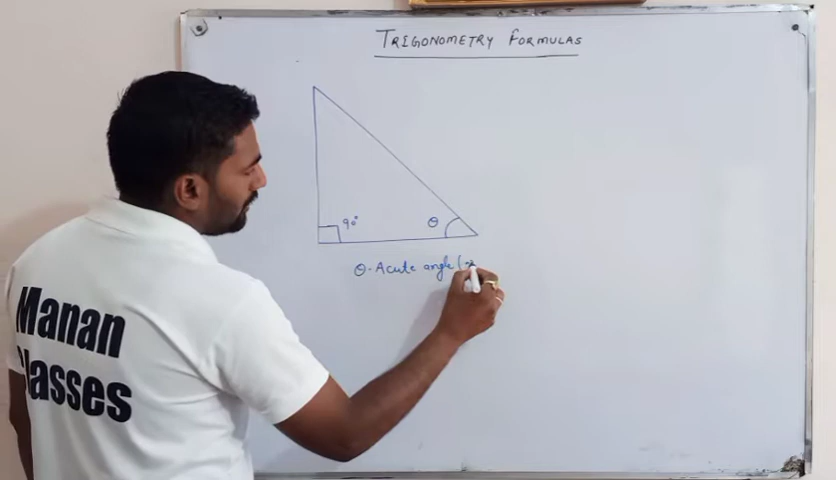 TRIGONOMETRY FORMULAS
90°
θ
θ - Acute angle (
Manan
Classes